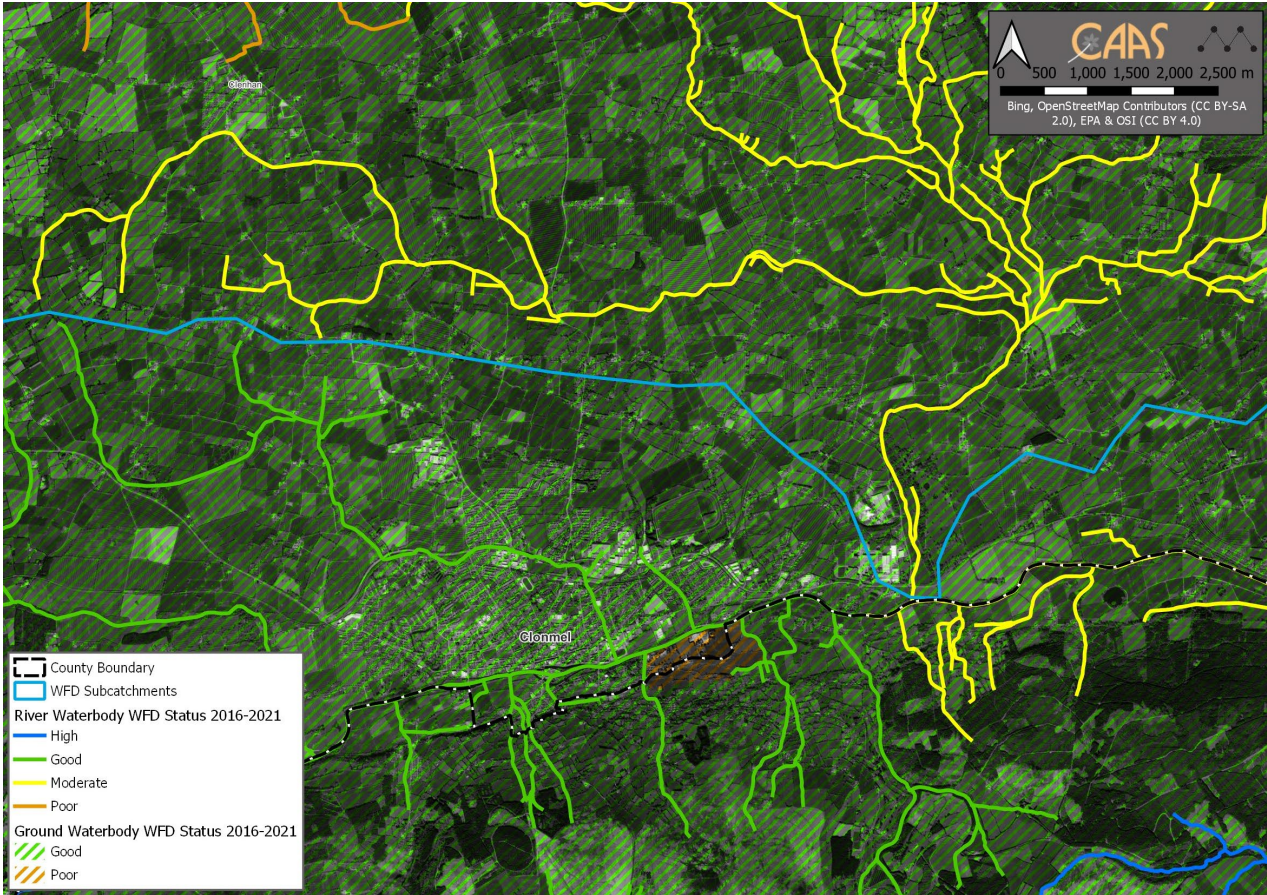 CAAS
0 500 1,000 1,500 2,000 2,500 m
Bing, OpenStreetMap Contributors (CC BY-SA
2.0), EPA & OSI (CC BY 4.0)
Clerihan
Clonmel
County Boundary
WFD Subcatchments
River Waterbody WFD Status 2016-2021
High
Good
Moderate
Poor
Ground Waterbody WFD Status 2016-2021
Good
Poor